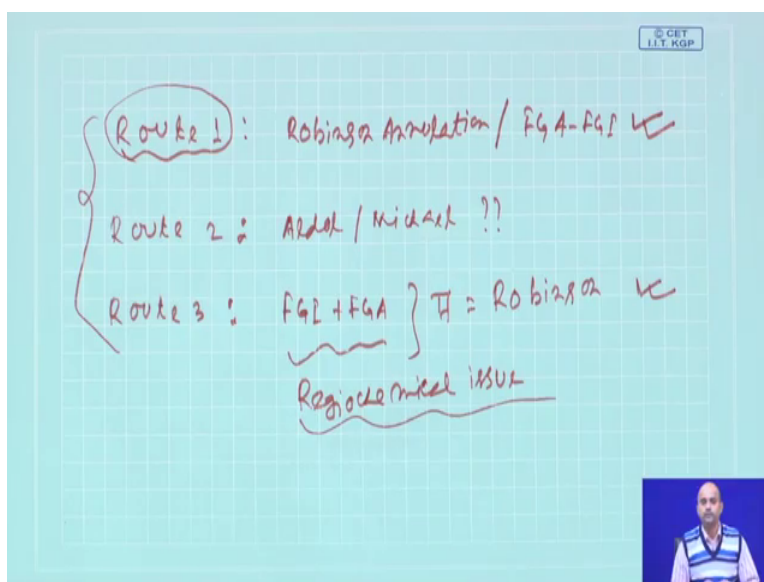 © CET
I.I.T. KGP
Route 1 : Robinson Annulation / FGA-FGI
Route 2 : Aldol / Michael ??
Route 3 : FGI + FGA } II = Robinson
Regiochemical issue